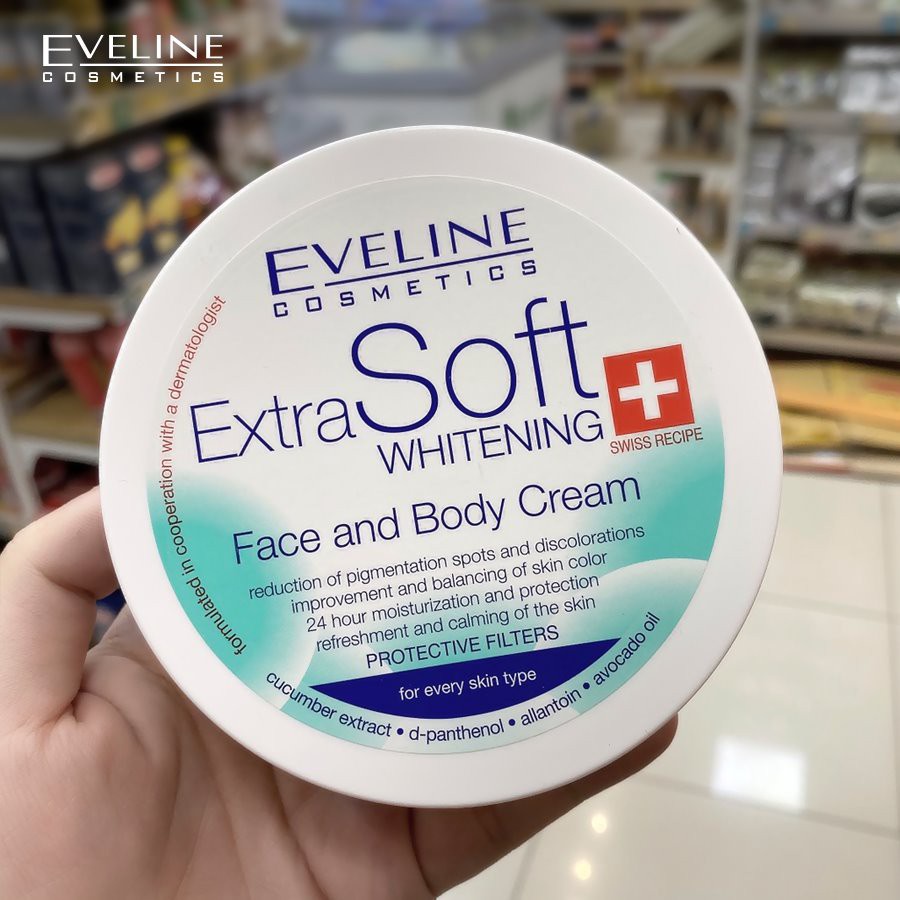 EVELINE
COSMETICS
EVELINE
COSMETICS
Extra Soft
WHITENING
SWISS RECIPE
Face and Body Cream
reduction of pigmentation spots and discolorations
improvement and balancing of skin color
24 hour moisturization and protection
refreshment and calming of the skin
PROTECTIVE FILTERS
for every skin type
cucumber extract • d-panthenol • allantoin • avocado oil
formulated in cooperation with a dermatologist